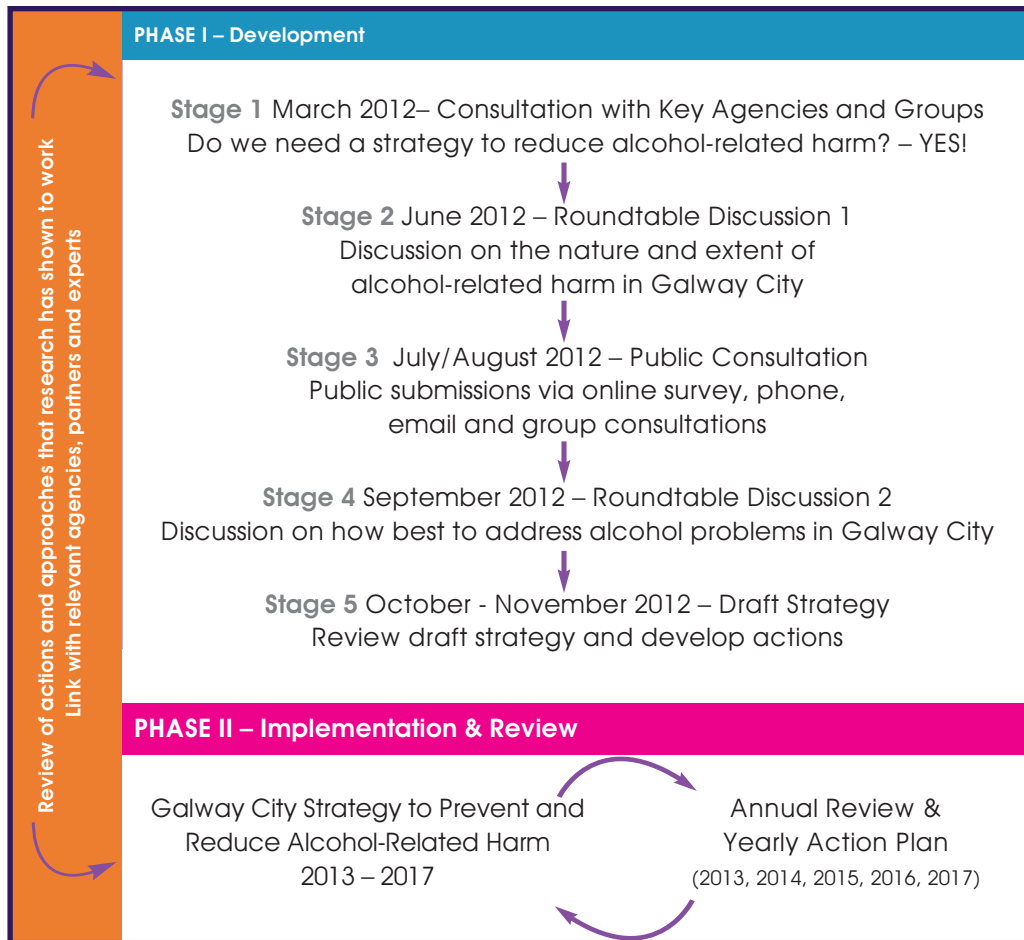 PHASE I – Development
Review of actions and approaches that research has shown to work
Link with relevant agencies, partners and experts
Stage 1 March 2012– Consultation with Key Agencies and Groups
Do we need a strategy to reduce alcohol-related harm? – YES!
Stage 2 June 2012 – Roundtable Discussion 1
Discussion on the nature and extent of
alcohol-related harm in Galway City
Stage 3 July/August 2012 – Public Consultation
Public submissions via online survey, phone,
email and group consultations
Stage 4 September 2012 – Roundtable Discussion 2
Discussion on how best to address alcohol problems in Galway City
Stage 5 October - November 2012 – Draft Strategy
Review draft strategy and develop actions
PHASE II – Implementation & Review
Galway City Strategy to Prevent and
Reduce Alcohol-Related Harm
2013 – 2017
Annual Review &
Yearly Action Plan
(2013, 2014, 2015, 2016, 2017)